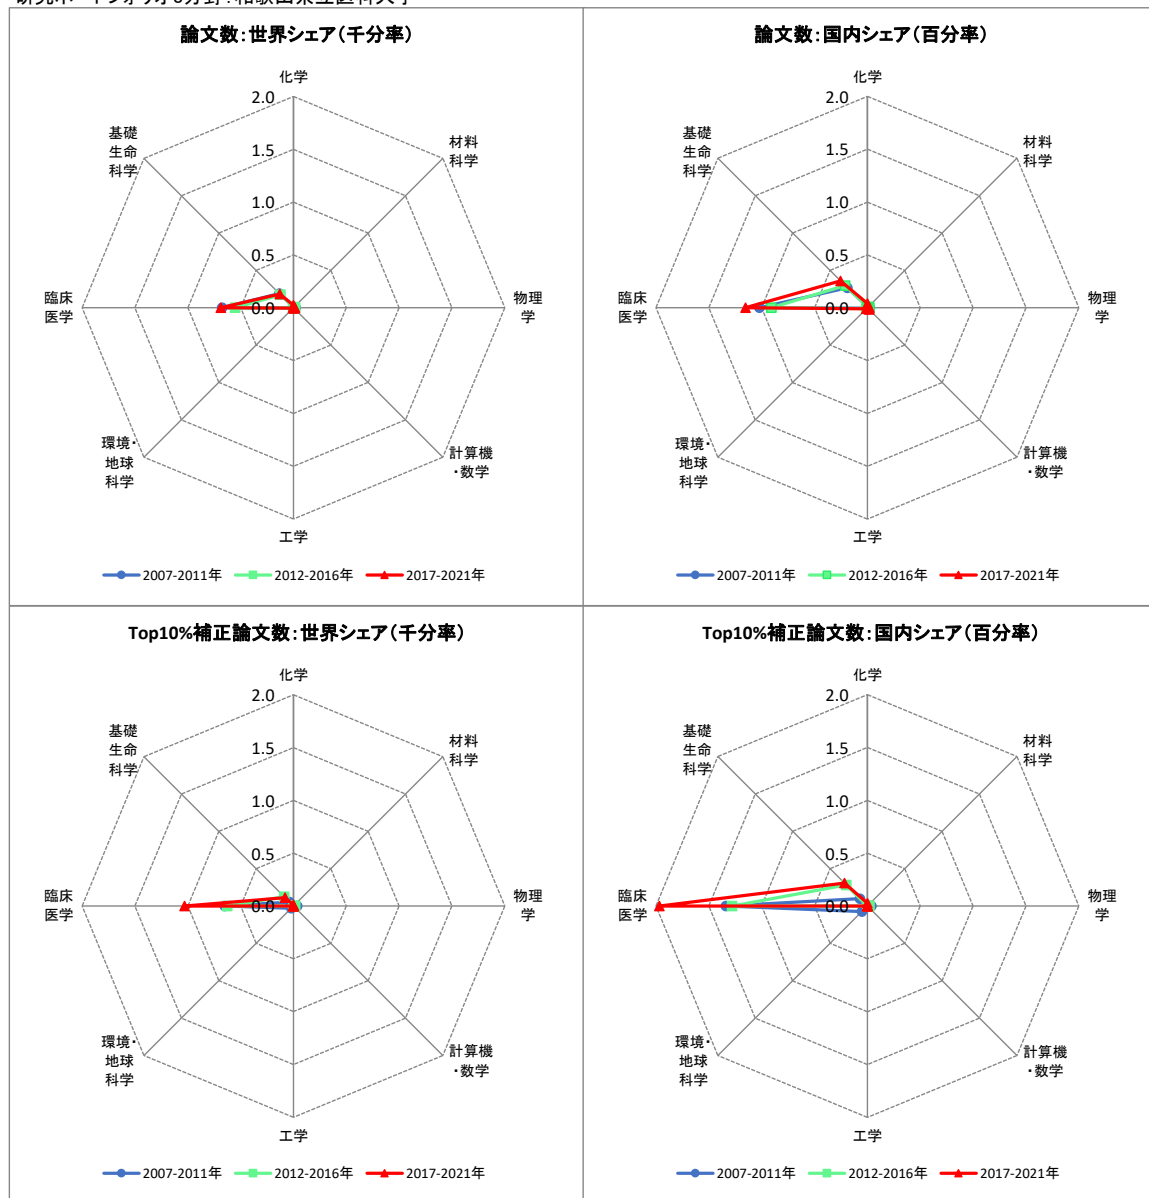 論文数:世界シェア(千分率)
化学
2.0
材料
科学
1.5
1.0
0.5
0.0
物理
学
計算機
・数学
工学
環境・
地球
科学
臨床
医学
基礎
生命
科学
2007-2011年 2012-2016年 2017-2021年
論文数:国内シェア(百分率)
化学
2.0
材料
科学
1.5
1.0
0.5
0.0
物理
学
計算機
・数学
工学
環境・
地球
科学
臨床
医学
基礎
生命
科学
2007-2011年 2012-2016年 2017-2021年
Top10%補正論文数:世界シェア(千分率)
化学
2.0
材料
科学
1.5
1.0
0.5
0.0
物理
学
計算機
・数学
工学
環境・
地球
科学
臨床
医学
基礎
生命
科学
2007-2011年 2012-2016年 2017-2021年
Top10%補正論文数:国内シェア(百分率)
化学
2.0
材料
科学
1.5
1.0
0.5
0.0
物理
学
計算機
・数学
工学
環境・
地球
科学
臨床
医学
基礎
生命
科学
2007-2011年 2012-2016年 2017-2021年